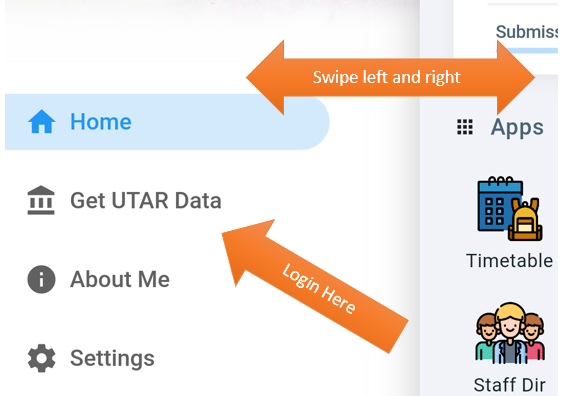 Submiss
Swipe left and right
Home
Apps
Get UTAR Data
Timetable
Login Here
About Me
Settings
Staff Dir